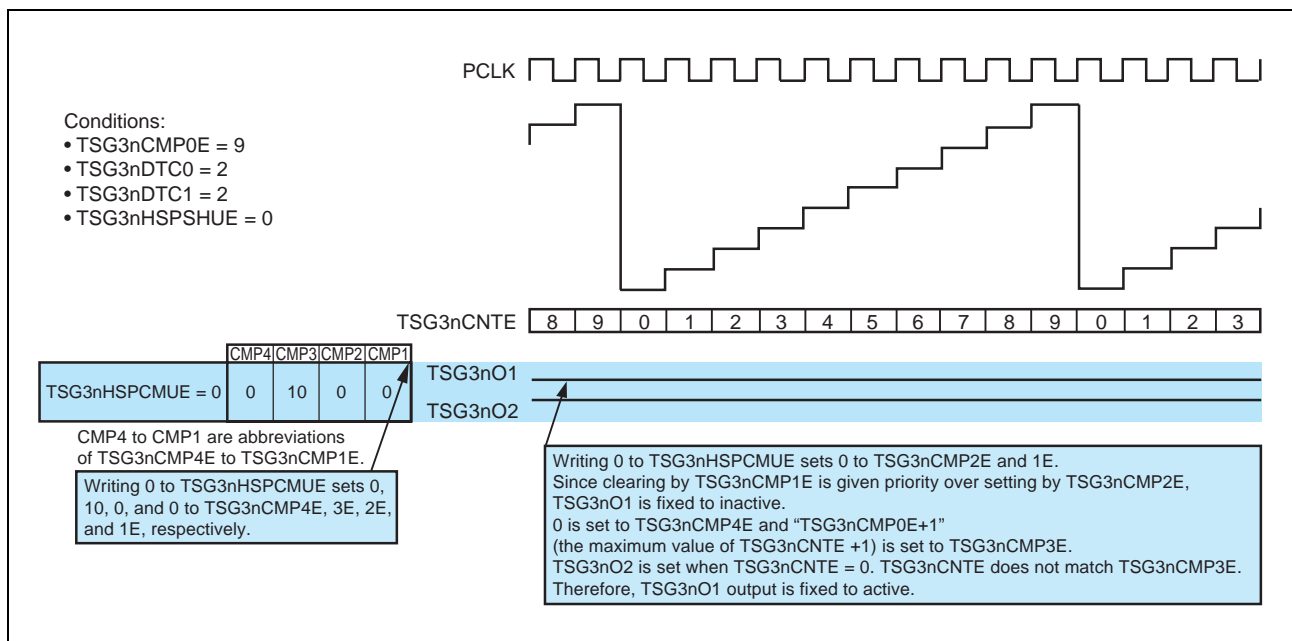 PCLK
Conditions:
• TSG3nCMP0E = 9
• TSG3nDTC0 = 2
• TSG3nDTC1 = 2
• TSG3nHSPSHUE = 0
TSG3nCNTE 8 9 0 1 2 3 4 5 6 7 8 9 0 1 2 3
CMP4 CMP3 CMP2 CMP1
TSG3nHSPCMUE = 0 0 10 0 0
TSG3nO1
TSG3nO2
CMP4 to CMP1 are abbreviations
of TSG3nCMP4E to TSG3nCMP1E.
Writing 0 to TSG3nHSPCMUE sets 0,
10, 0, and 0 to TSG3nCMP4E, 3E, 2E,
and 1E, respectively.
Writing 0 to TSG3nHSPCMUE sets 0 to TSG3nCMP2E and 1E.
Since clearing by TSG3nCMP1E is given priority over setting by TSG3nCMP2E,
TSG3nO1 is fixed to inactive.
0 is set to TSG3nCMP4E and “TSG3nCMP0E+1”
(the maximum value of TSG3nCNTE +1) is set to TSG3nCMP3E.
TSG3nO2 is set when TSG3nCNTE = 0. TSG3nCNTE does not match TSG3nCMP3E.
Therefore, TSG3nO1 output is fixed to active.